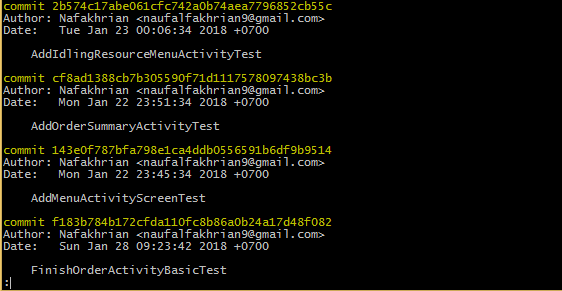 commit 2b574c17abe061cfc742a0b74aea7796852cb55c
Author: Nafakhrian <naufalfakhrian9@gmail.com>
Date:   Tue Jan 23 00:06:34 2018 +0700
AddIdlingResourceMenuActivityTest
commit cf8ad1388cb7b305590f71d1117578097438bc3b
Author: Nafakhrian <naufalfakhrian9@gmail.com>
Date:   Mon Jan 22 23:51:34 2018 +0700
AddOrderSummaryActivityTest
commit 143e0f787bfa798e1ca4ddb0556591b6df9b9514
Author: Nafakhrian <naufalfakhrian9@gmail.com>
Date:   Mon Jan 22 23:45:34 2018 +0700
AddMenuActivityScreenTest
commit f183b784b172cfda110fc8b86a0b24a17d48f082
Author: Nafakhrian <naufalfakhrian9@gmail.com>
Date:   Sun Jan 28 09:23:42 2018 +0700
FinishOrderActivityBasicTest
: